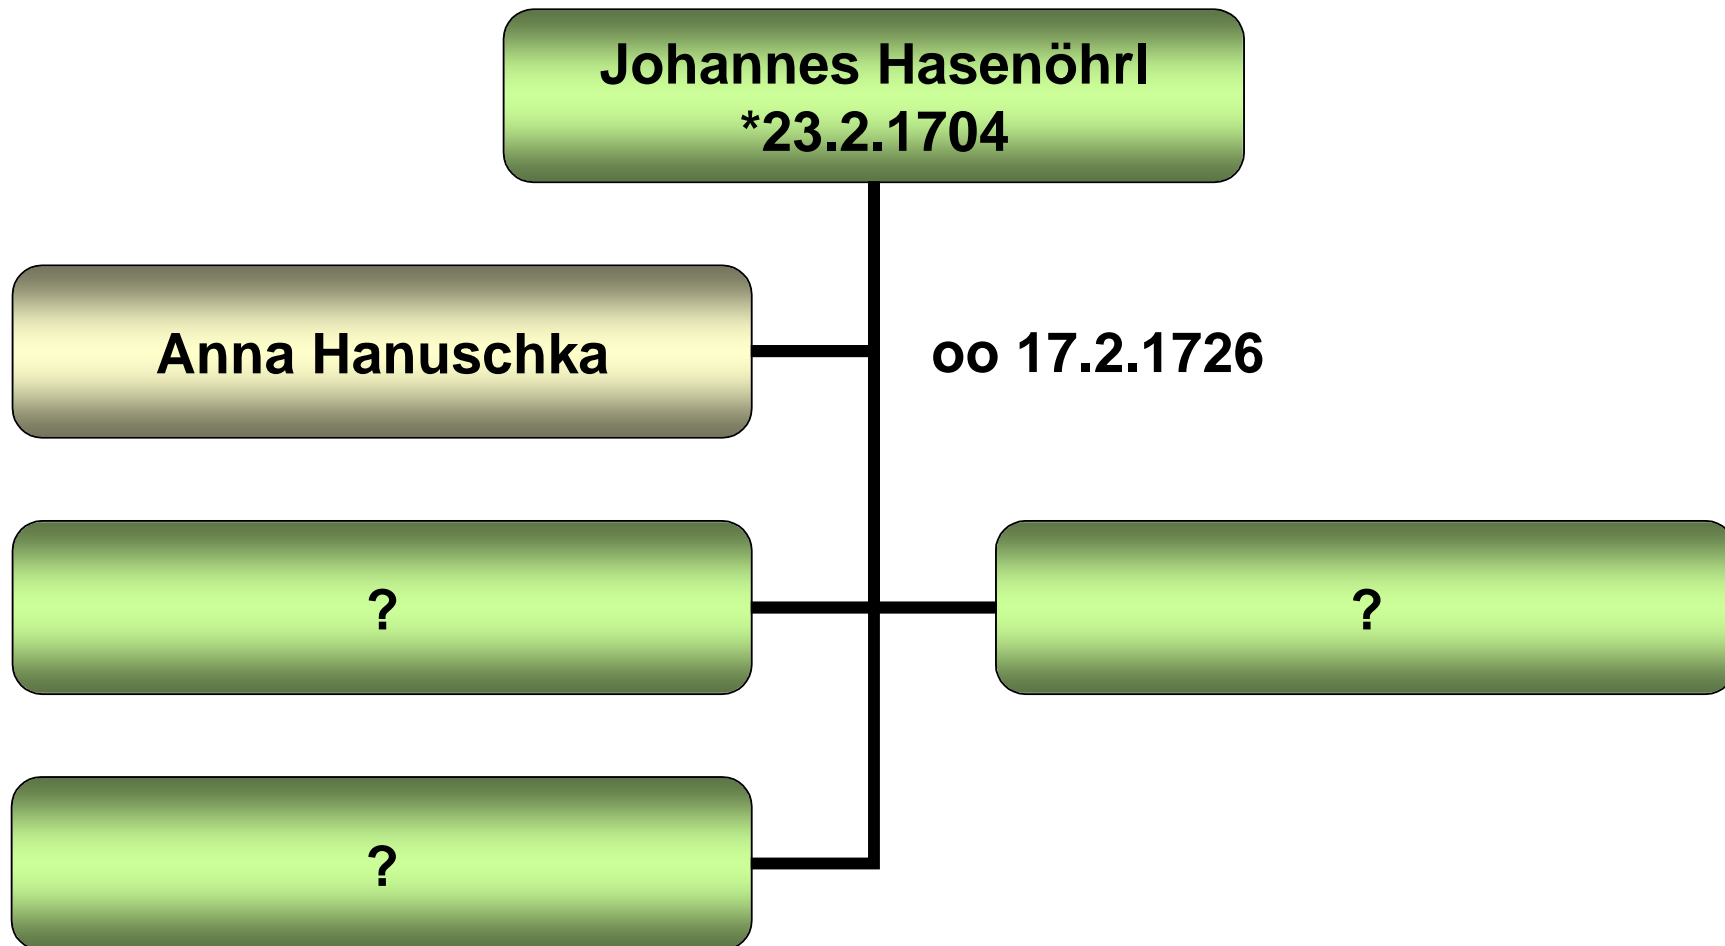 Johannes Hasenöhrl
*23.2.1704
Anna Hanuschka
oo 17.2.1726
?
?
?